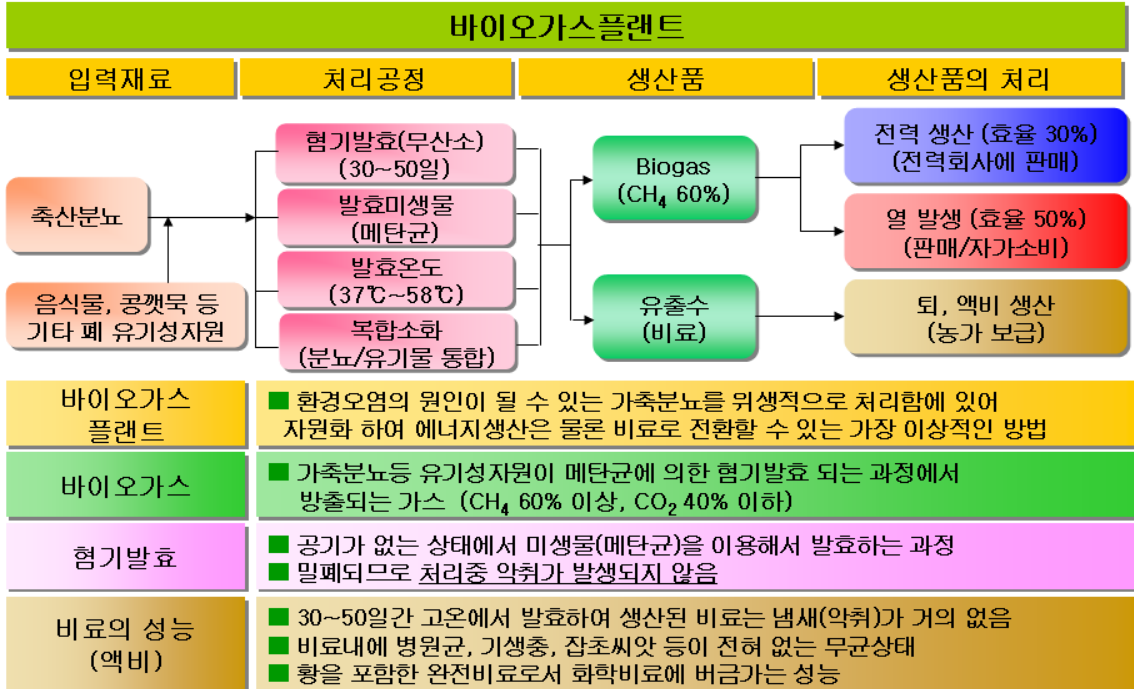 바이오가스플랜트
입력재료
처리공정
생산품
생산품의 처리
축산분뇨
음식물, 콩깻묵 등
기타 폐 유기성자원
혐기발효(무산소)
(30~50일)
발효미생물
(메탄균)
발효온도
(37℃~58℃)
복합소화
(분뇨/유기물 통합)
Biogas
(CH₄ 60%)
유출수
(비료)
전력 생산 (효율 30%)
(전력회사에 판매)
열 발생 (효율 50%)
(판매/자가소비)
퇴, 액비 생산
(농가 보급)
바이오가스
플랜트
■ 환경오염의 원인이 될 수 있는 가축분뇨를 위생적으로 처리함에 있어
자원화 하여 에너지생산은 물론 비료로 전환할 수 있는 가장 이상적인 방법
바이오가스
■ 가축분뇨등 유기성자원이 메탄균에 의한 혐기발효 되는 과정에서
방출되는 가스 (CH₄ 60% 이상, CO₂ 40% 이하)
혐기발효
■ 공기가 없는 상태에서 미생물(메탄균)을 이용해서 발효하는 과정
■ 밀폐되므로 처리중 악취가 발생되지 않음
비료의 성능
(액비)
■ 30~50일간 고온에서 발효하여 생산된 비료는 냄새(악취)가 거의 없음
■ 비료내에 병원균, 기생충, 잡초씨앗 등이 전혀 없는 무균상태
■ 황을 포함한 완전비료로서 화학비료에 버금가는 성능